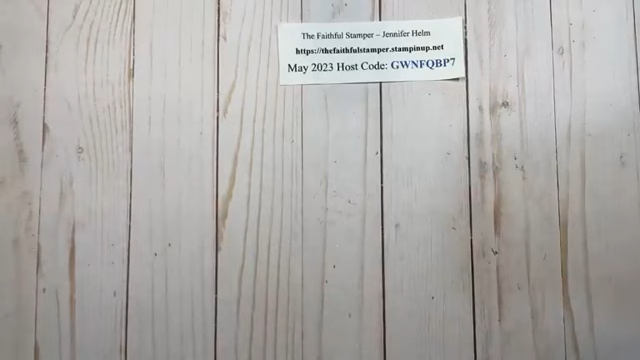 The Faithful Stamper – Jennifer Helm
https://thefaithfulstamper.stampinup.net
May 2023 Host Code: GWNFQBP7